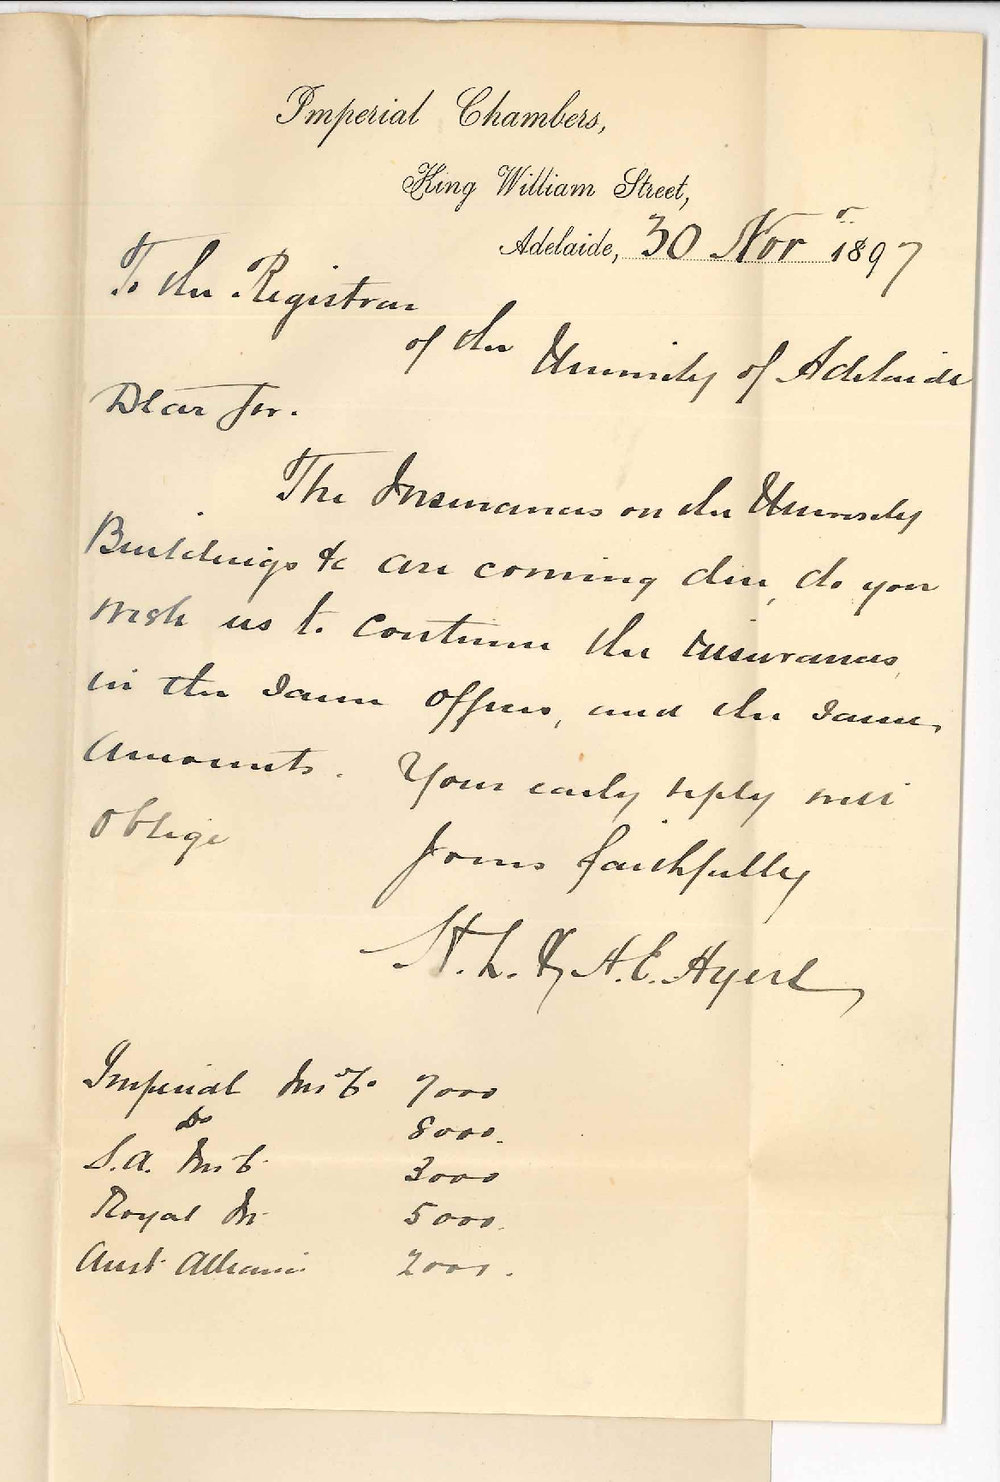 Imperial Chambers,
King William Street,
Adelaide, 30 Novr 1897
To the Registrar
of the University of Adelaide
Dear Sir.
The Insurances on the University
Buildings &c are coming due, do you
wish us to continue the insurances,
in the same offices, and the same
amounts. Your early reply will
oblige
Yours faithfully
H. L. & A. E. Ayers
Imperial Ins Co 7000
Do 8000.
S.A. Ins Co 3000
Royal In 5000.
Aust. Alliance 2000.